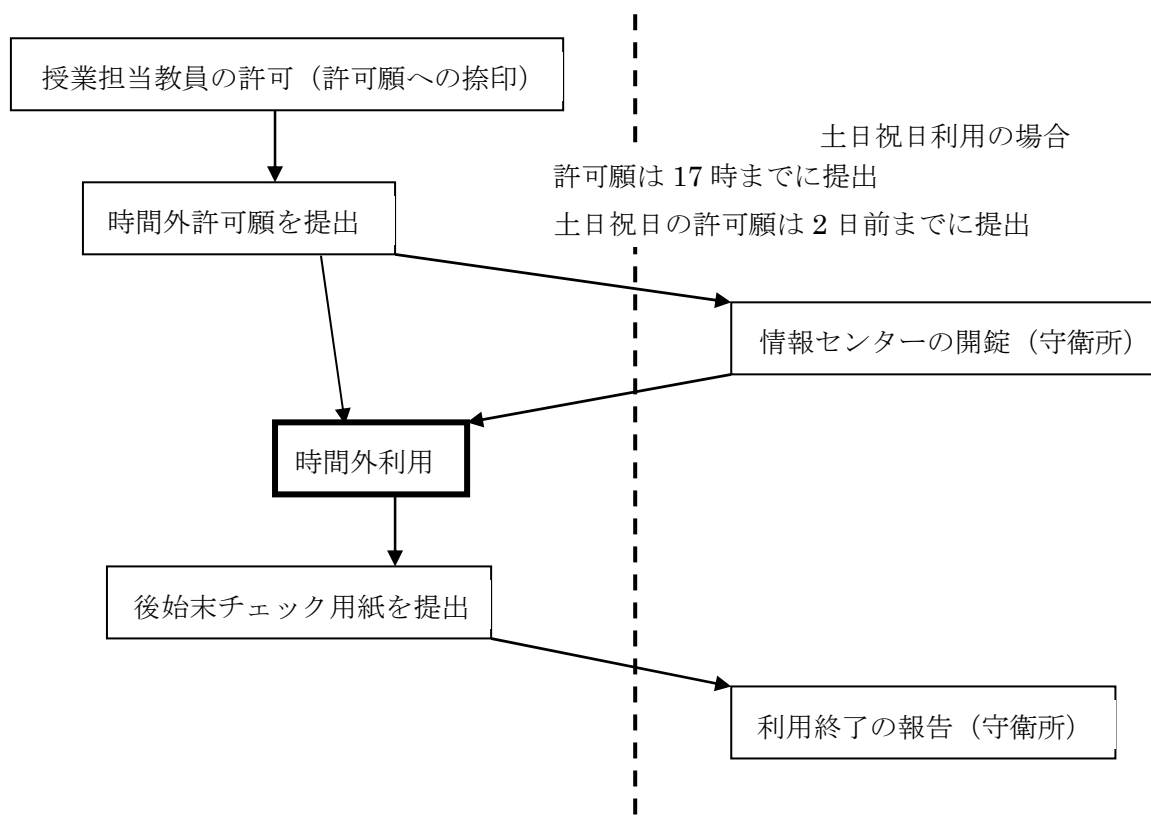 授業担当教員の許可（許可願への捺印）
土日祝日利用の場合
許可願は 17 時までに提出
時間外許可願を提出
土日祝日の許可願は 2 日前までに提出
情報センターの開錠（守衛所）
時間外利用
後始末チェック用紙を提出
利用終了の報告（守衛所）